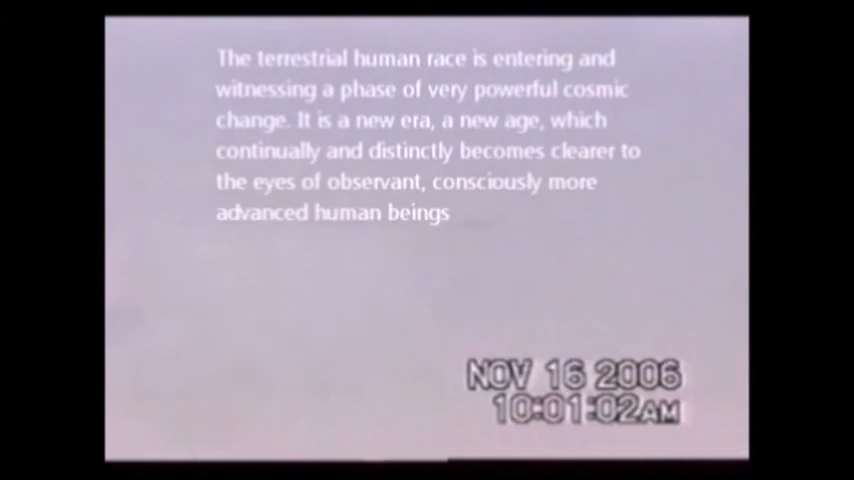 The terrestrial human race is entering and
witnessing a phase of very powerful cosmic
change. It is a new era, a new age, which
continually and distinctly becomes clearer to
the eyes of observant, consciously more
advanced human beings
NOV 16 2006
10:01:02AM